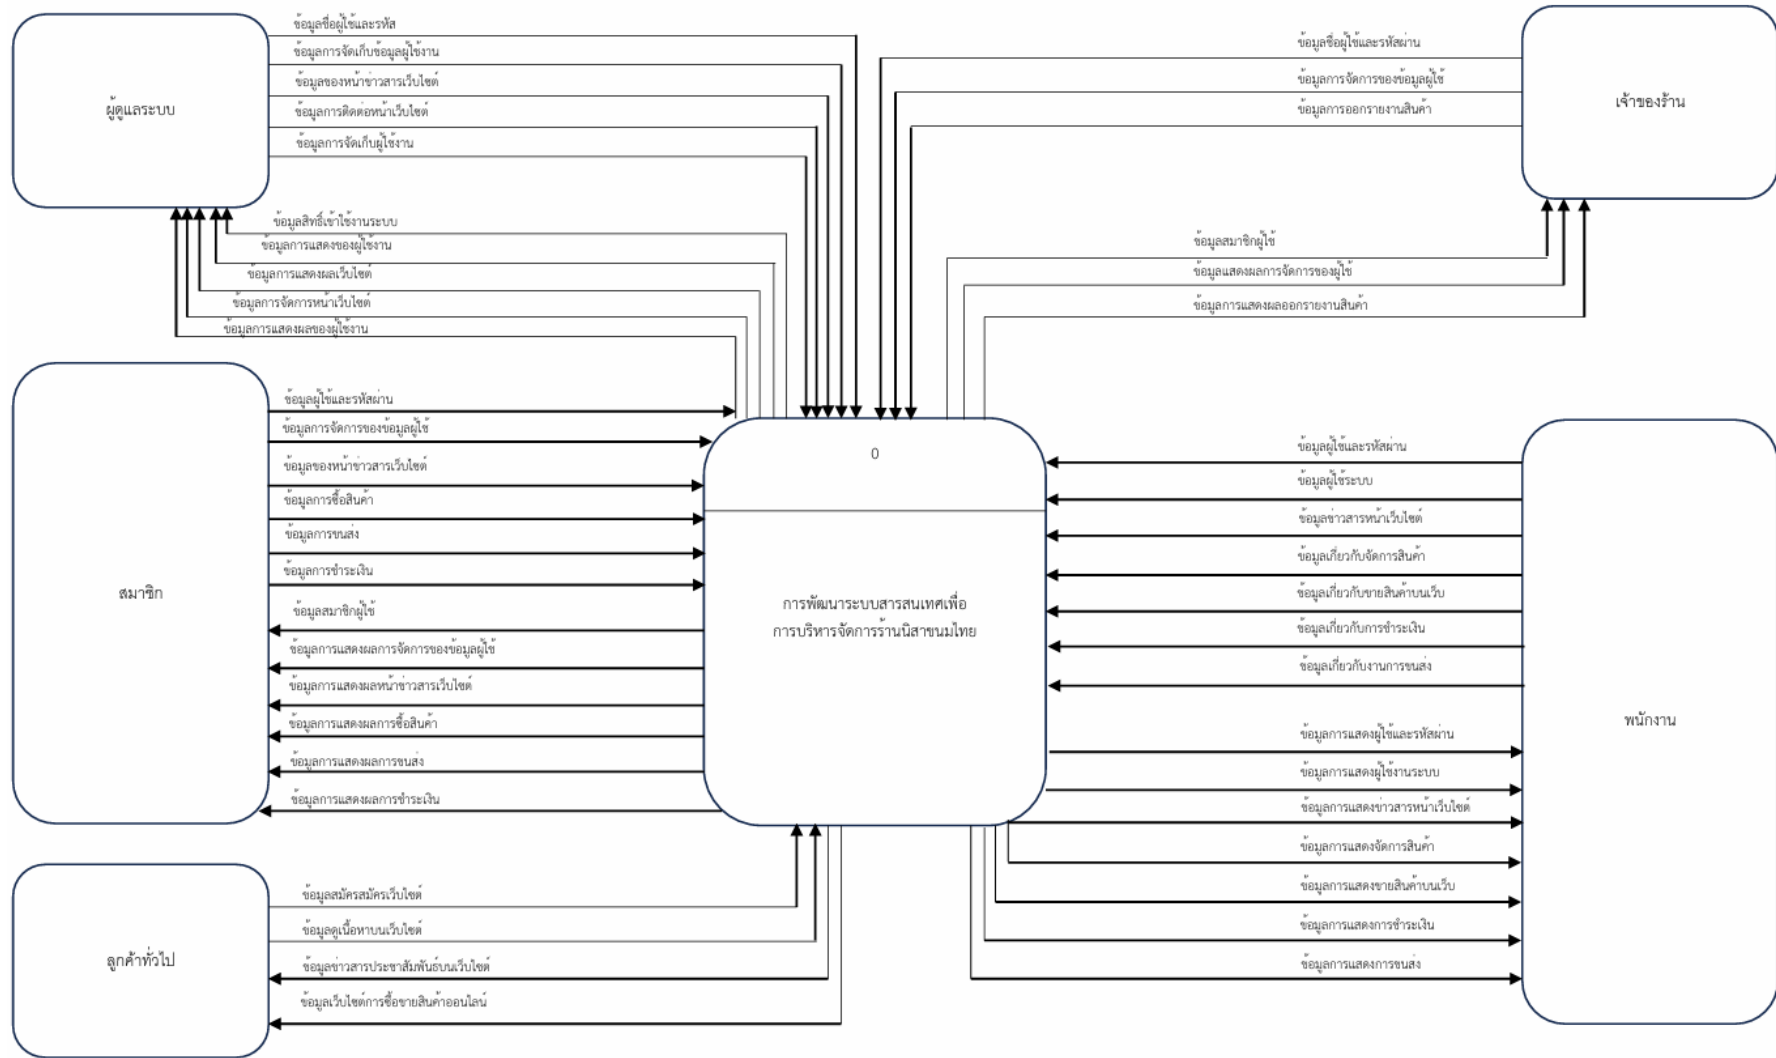 ผู้ดูแลระบบ
ข้อมูลชื่อผู้ใช้และรหัส
ข้อมูลการจัดเก็บข้อมูลผู้ใช้งาน
ข้อมูลของหน้าข่าวสารเว็บไซต์
ข้อมูลการติดต่อหน้าเว็บไซต์
ข้อมูลการจัดเก็บผู้ใช้งาน
ข้อมูลสิทธิ์เข้าใช้งานระบบ
ข้อมูลการแสดงของผู้ใช้งาน
ข้อมูลการแสดงผลเว็บไซต์
ข้อมูลการจัดการหน้าเว็บไซต์
ข้อมูลการแสดงผลของผู้ใช้งาน
เจ้าของร้าน
ข้อมูลชื่อผู้ใช้และรหัสผ่าน
ข้อมูลการจัดการของข้อมูลผู้ใช้
ข้อมูลการออกรายงานสินค้า
ข้อมูลสมาชิกผู้ใช้
ข้อมูลแสดงผลการจัดการของผู้ใช้
ข้อมูลการแสดงผลออกรายงานสินค้า
สมาชิก
ข้อมูลผู้ใช้และรหัสผ่าน
ข้อมูลการจัดการของข้อมูลผู้ใช้
ข้อมูลของหน้าข่าวสารเว็บไซต์
ข้อมูลการซื้อสินค้า
ข้อมูลการขนส่ง
ข้อมูลการชำระเงิน
ข้อมูลสมาชิกผู้ใช้
ข้อมูลการแสดงผลการจัดการของข้อมูลผู้ใช้
ข้อมูลการแสดงผลหน้าข่าวสารเว็บไซต์
ข้อมูลการแสดงผลการซื้อสินค้า
ข้อมูลการแสดงผลการขนส่ง
ข้อมูลการแสดงผลการชำระเงิน
0
การพัฒนาระบบสารสนเทศเพื่อ
การบริหารจัดการร้านนิสาขนมไทย
พนักงาน
ข้อมูลผู้ใช้และรหัสผ่าน
ข้อมูลผู้ใช้ระบบ
ข้อมูลข่าวสารหน้าเว็บไซต์
ข้อมูลเกี่ยวกับจัดการสินค้า
ข้อมูลเกี่ยวกับขายสินค้าบนเว็บ
ข้อมูลเกี่ยวกับการชำระเงิน
ข้อมูลเกี่ยวกับงานการขนส่ง
ข้อมูลการแสดงผู้ใช้และรหัสผ่าน
ข้อมูลการแสดงผู้ใช้งานระบบ
ข้อมูลการแสดงข่าวสารหน้าเว็บไซต์
ข้อมูลการแสดงจัดการสินค้า
ข้อมูลการแสดงขายสินค้าบนเว็บ
ข้อมูลการแสดงการชำระเงิน
ข้อมูลการแสดงการขนส่ง
ลูกค้าทั่วไป
ข้อมูลสมัครสมัครเว็บไซต์
ข้อมูลดูเนื้อหาบนเว็บไซต์
ข้อมูลข่าวสารประชาสัมพันธ์บนเว็บไซต์
ข้อมูลเว็บไซต์การซื้อขายสินค้าออนไลน์